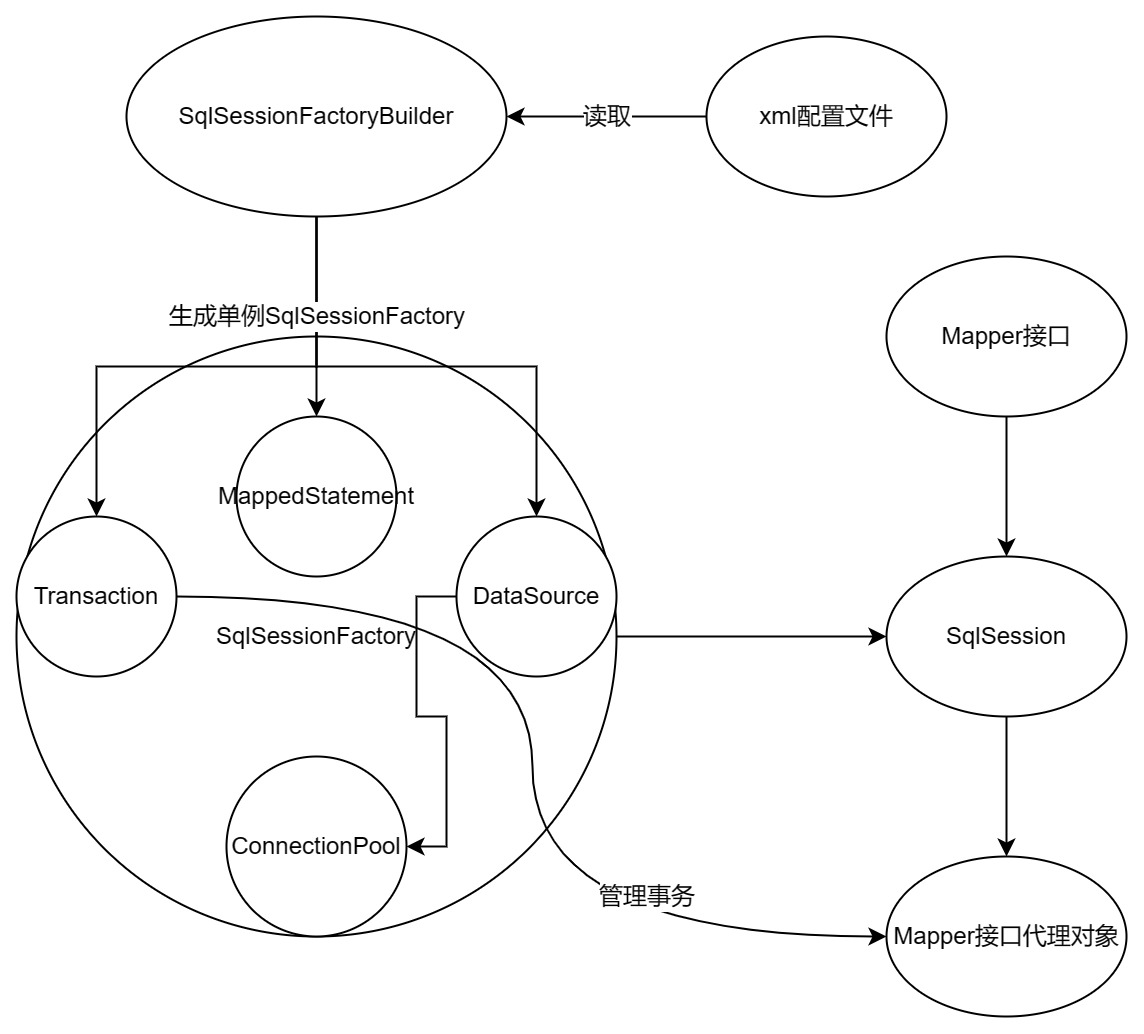 SqlSessionFactoryBuilder
读取
xml配置文件
生成单例SqlSessionFactory
Mapper接口
MappedStatement
Transaction
DataSource
SqlSessionFactory
SqlSession
ConnectionPool
管理事务
Mapper接口代理对象